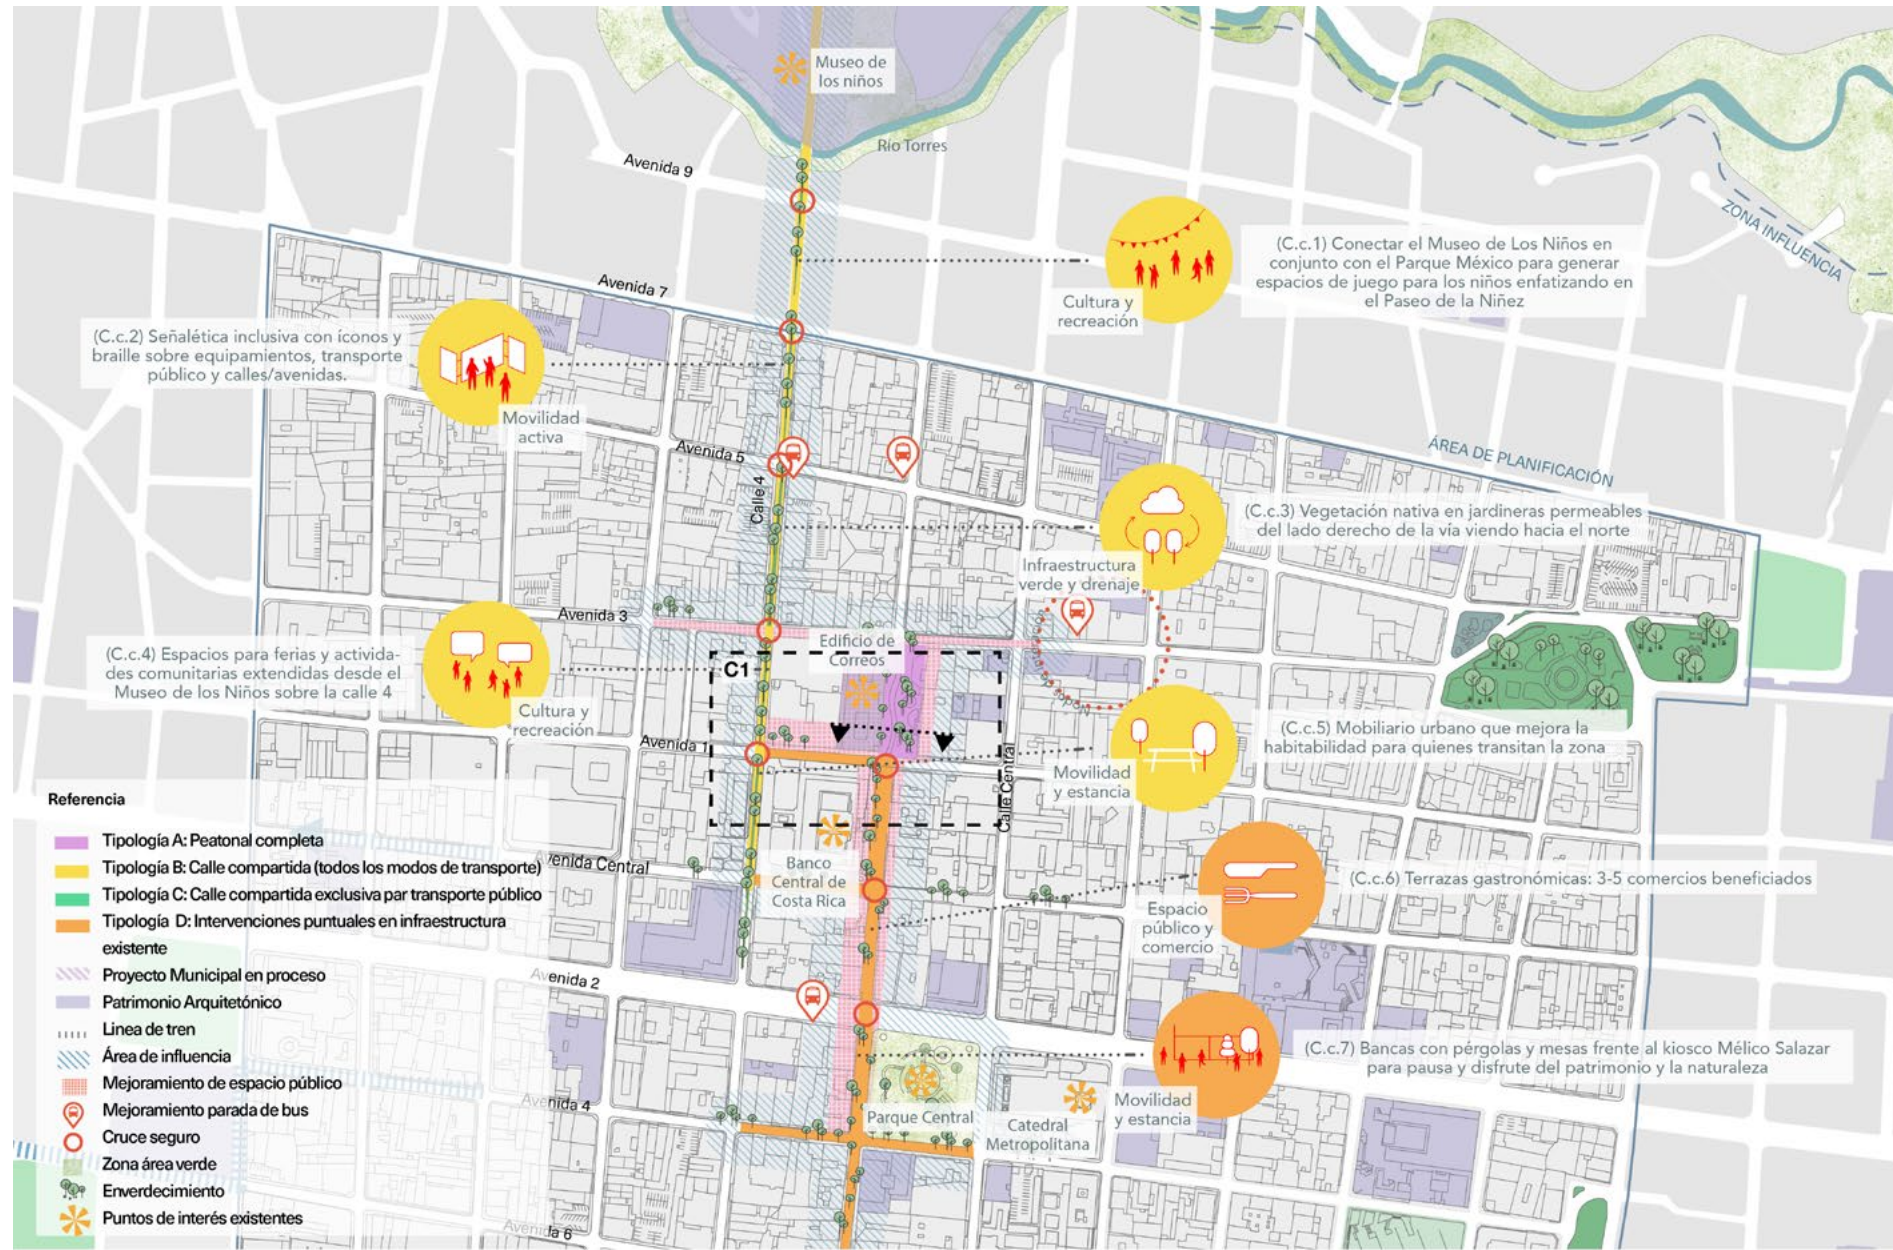 Museo de
los niños
Río Torres
Avenida 9
ZONA INFLUENCIA
(C.c.1) Conectar el Museo de Los Niños en
conjunto con el Parque México para generar
espacios de juego para los niños enfatizando en
el Paseo de la Niñez
Cultura y
recreación
Avenida 7
(C.c.2) Señalética inclusiva con íconos y
braille sobre equipamientos, transporte
público y calles/avenidas.
Movilidad
activa
ÁREA DE PLANIFICACIÓN
Avenida 5
Calle 4
(C.c.3) Vegetación nativa en jardineras permeables
del lado derecho de la vía viendo hacia el norte
Infraestructura
verde y drenaje
Avenida 3
Edificio de
Correos
(C.c.4) Espacios para ferias y activida-
des comunitarias extendidas desde el
Museo de los Niños sobre la calle 4
C1
Cultura y
recreación
(C.c.5) Mobiliario urbano que mejora la
habitabilidad para quienes transitan la zona
Avenida 1
Movilidad
y estancia
Calle Central
Referencia
Tipología A: Peatonal completa
Tipología B: Calle compartida (todos los modos de transporte)
Tipología C: Calle compartida exclusiva par transporte público
Tipología D: Intervenciones puntuales en infraestructura
existente
Proyecto Municipal en proceso
Patrimonio Arquitetónico
Linea de tren
Área de influencia
Mejoramiento de espacio público
Mejoramiento parada de bus
Cruce seguro
Zona área verde
Enverdecimiento
Puntos de interés existentes
Avenida Central
Banco
Central de
Costa Rica
(C.c.6) Terrazas gastronómicas: 3-5 comercios beneficiados
Espacio
público y
comercio
Avenida 2
(C.c.7) Bancas con pérgolas y mesas frente al kiosco Mélico Salazar
para pausa y disfrute del patrimonio y la naturaleza
Movilidad
y estancia
Avenida 4
Parque Central
Catedral
Metropolitana
Avenida 6